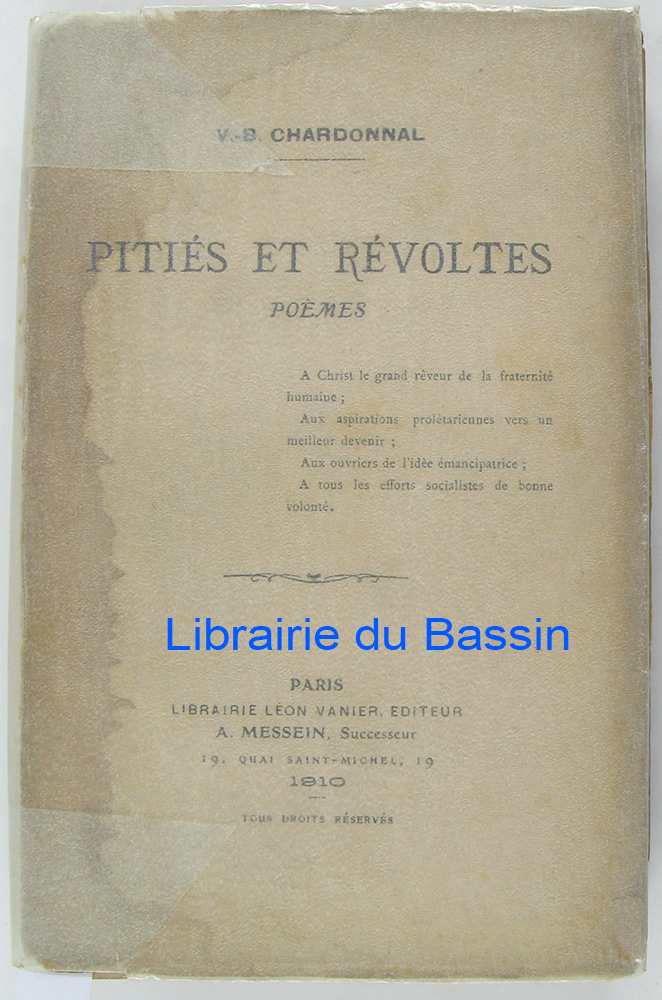 V.-B. CHARDONNAL
PITIÉS ET RÉVOLTES
POÈMES
A Christ le grand rêveur de la fraternité
humaine ;
Aux aspirations prolétariennes vers un
meilleur devenir ;
Aux ouvriers de l'idèe émancipatrice ;
A tous les efforts socialistes de bonne
volonté.
Librairie du Bassin
PARIS
LIBRAIRIE LÉON VANIER, EDITEUR
A. MESSEIN, Successeur
19, QUAI SAINT-MICHEL, 19
1910
TOUS DROITS RÉSERVÉS